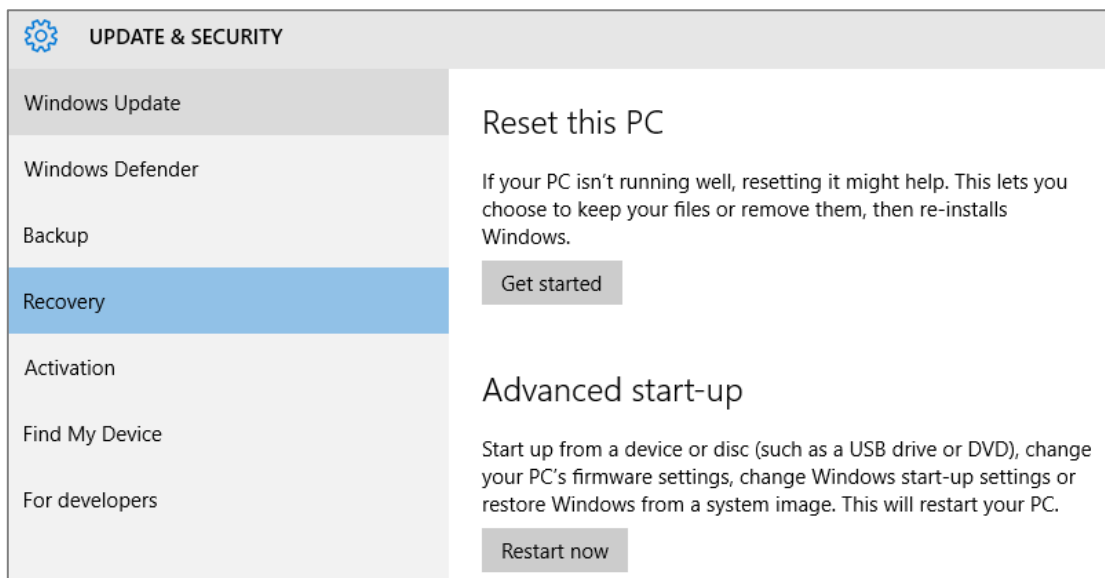 UPDATE & SECURITY
Windows Update
Windows Defender
Backup
Recovery
Activation
Find My Device
For developers
Reset this PC
If your PC isn’t running well, resetting it might help. This lets you
choose to keep your files or remove them, then re-installs
Windows.
Get started
Advanced start-up
Start up from a device or disc (such as a USB drive or DVD), change
your PC’s firmware settings, change Windows start-up settings or
restore Windows from a system image. This will restart your PC.
Restart now